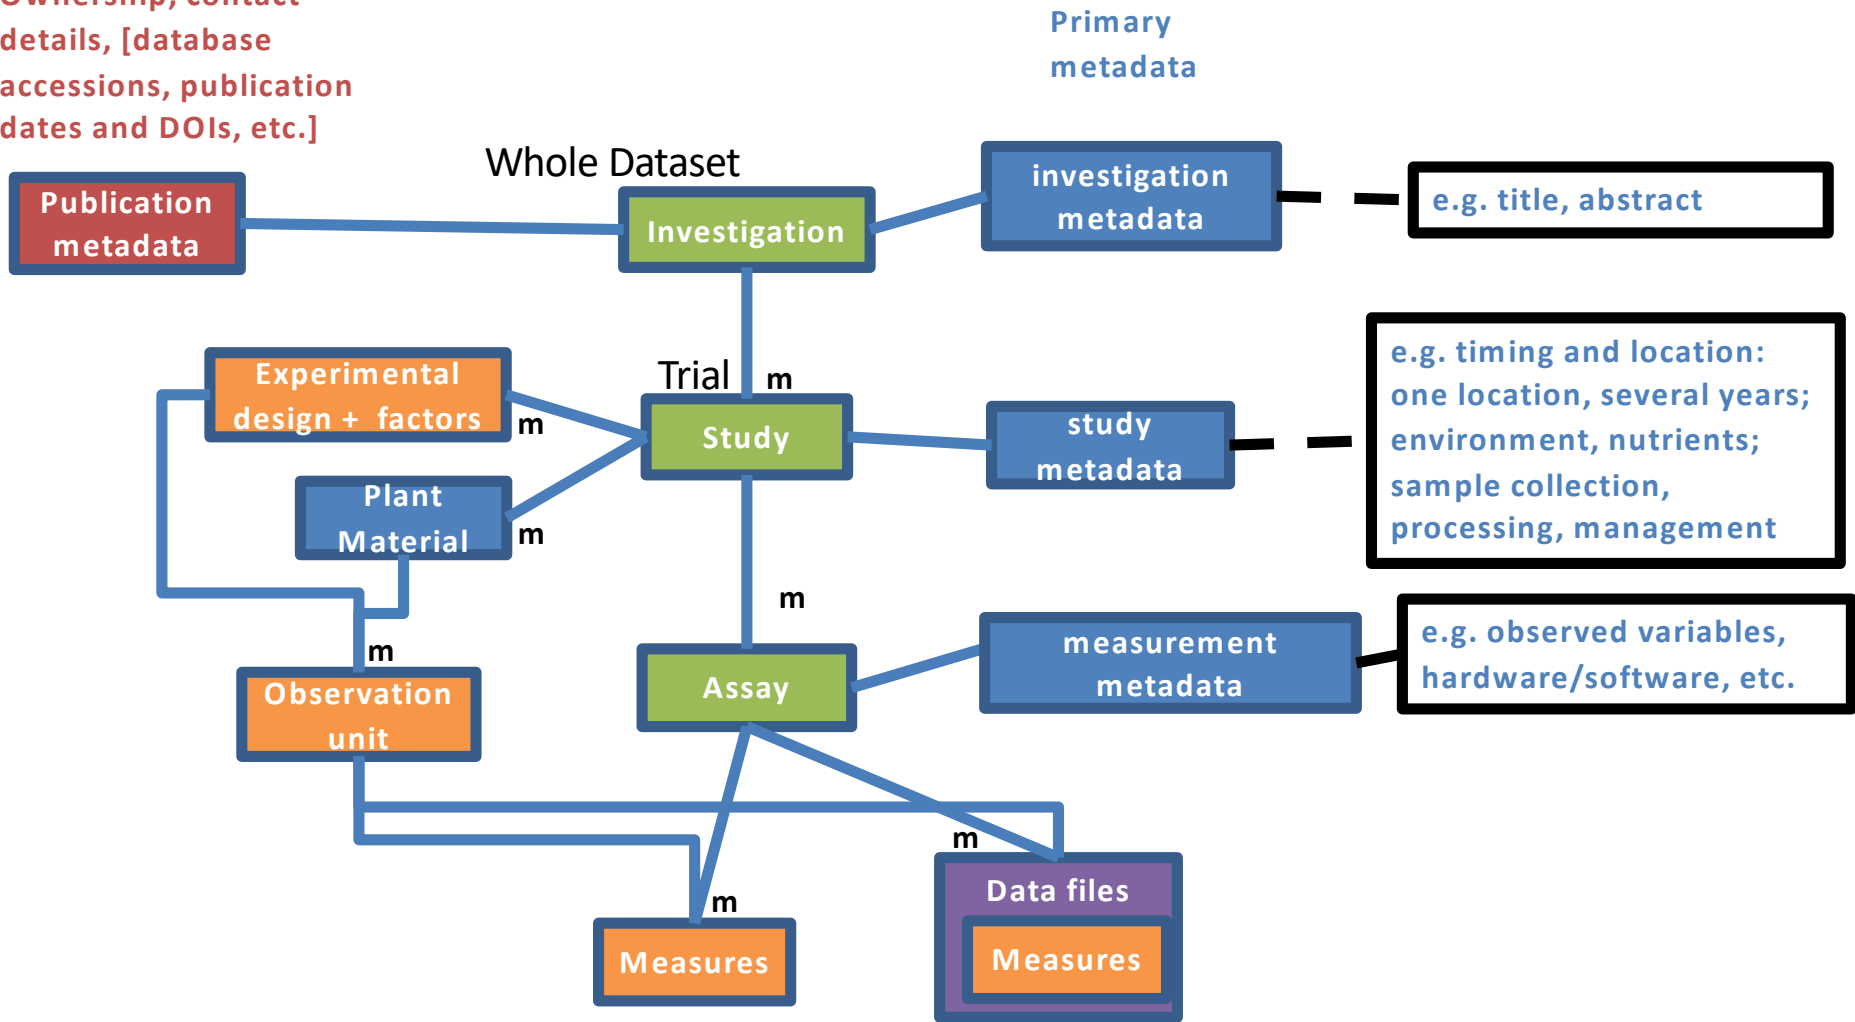 Ownership, contact
details, [database
accessions, publication
dates and DOIs, etc.]
Primary
metadata
Whole Dataset
Publication
metadata
Investigation
investigation
metadata
e.g. title, abstract
Experimental
design + factors
m
Trial
m
Study
study
metadata
e.g. timing and location:
one location, several years;
environment, nutrients;
sample collection,
processing, management
Plant
Material
m
m
m
Observation
unit
Assay
measurement
metadata
e.g. observed variables,
hardware/software, etc.
m
m
Measures
Data files
Measures